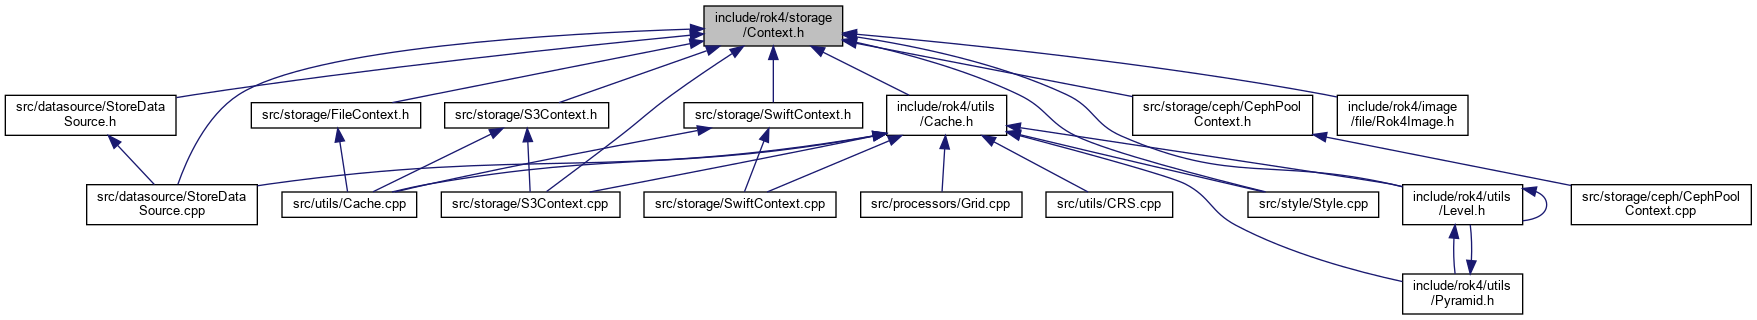 include/rok4/storage
/Context.h
src/datasource/StoreData
Source.h
src/storage/FileContext.h
src/storage/S3Context.h
src/storage/SwiftContext.h
include/rok4/utils
/Cache.h
src/storage/ceph/CephPool
Context.h
include/rok4/image
/file/Rok4Image.h
src/datasource/StoreData
Source.cpp
src/utils/Cache.cpp
src/storage/S3Context.cpp
src/storage/SwiftContext.cpp
src/processors/Grid.cpp
src/utils/CRS.cpp
src/style/Style.cpp
include/rok4/utils
/Level.h
src/storage/ceph/CephPool
Context.cpp
include/rok4/utils
/Pyramid.h